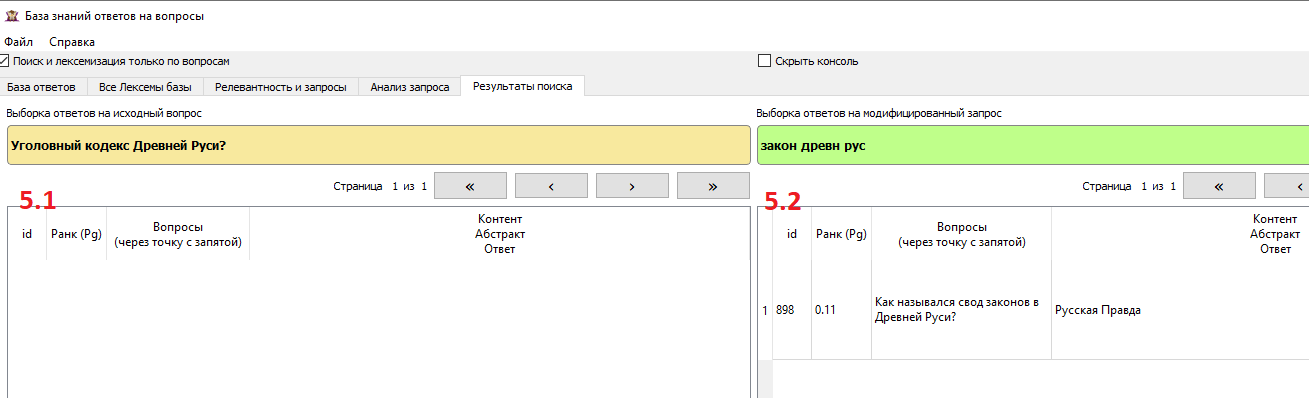 База знаний ответов на вопросы
Файл Справка
Поиск и лексемизация только по вопросам
Скрыть консоль
База ответов Все Лексемы базы Релевантность и запросы Анализ запроса Результаты поиска
Выборка ответов на исходный вопрос
Уголовный кодекс Древней Руси?
Страница 1 из 1 « ‹ › »
5.1
id Ранк (Pg) Вопросы
(через точку с запятой)
Контент
Абстракт
Ответ
Выборка ответов на модифицированный запрос
закон древн рус
Страница 1 из 1 « ‹
5.2
id Ранк (Pg) Вопросы
(через точку с запятой)
Контент
Абстракт
Ответ
1 898 0.11 Как назывался свод законов в
Древней Руси?
Русская Правда